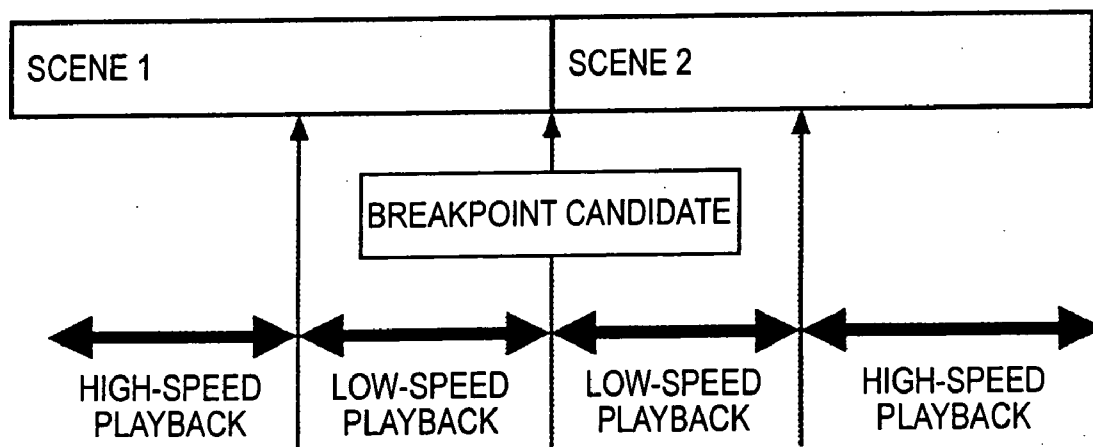 SCENE 1
SCENE 2
BREAKPOINT CANDIDATE
HIGH-SPEED
PLAYBACK
LOW-SPEED
PLAYBACK
LOW-SPEED
PLAYBACK
HIGH-SPEED
PLAYBACK